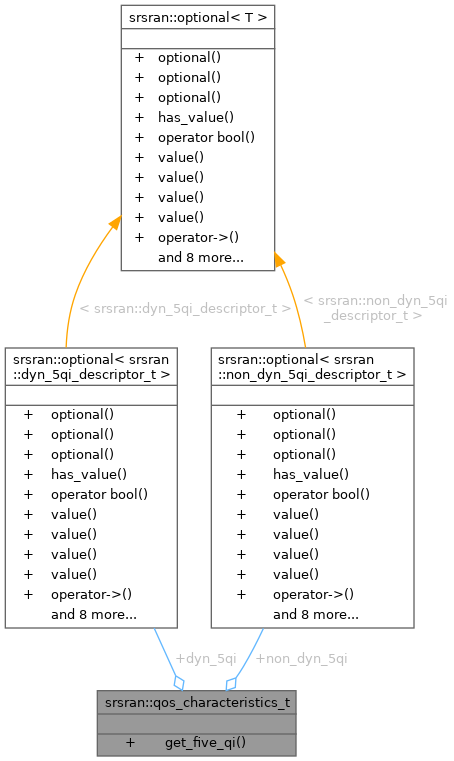 srsran::optional< T >
+ optional()
+ optional()
+ optional()
+ has_value()
+ operator bool()
+ value()
+ value()
+ value()
+ value()
+ operator->()
and 8 more...
< srsran::dyn_5qi_descriptor_t >
< srsran::non_dyn_5qi
_descriptor_t >
srsran::optional< srsran
::dyn_5qi_descriptor_t >
+ optional()
+ optional()
+ optional()
+ has_value()
+ operator bool()
+ value()
+ value()
+ value()
+ value()
+ operator->()
and 8 more...
srsran::optional< srsran
::non_dyn_5qi_descriptor_t >
+ optional()
+ optional()
+ optional()
+ has_value()
+ operator bool()
+ value()
+ value()
+ value()
+ value()
+ operator->()
and 8 more...
+dyn_5qi
+non_dyn_5qi
srsran::qos_characteristics_t
+ get_five_qi()